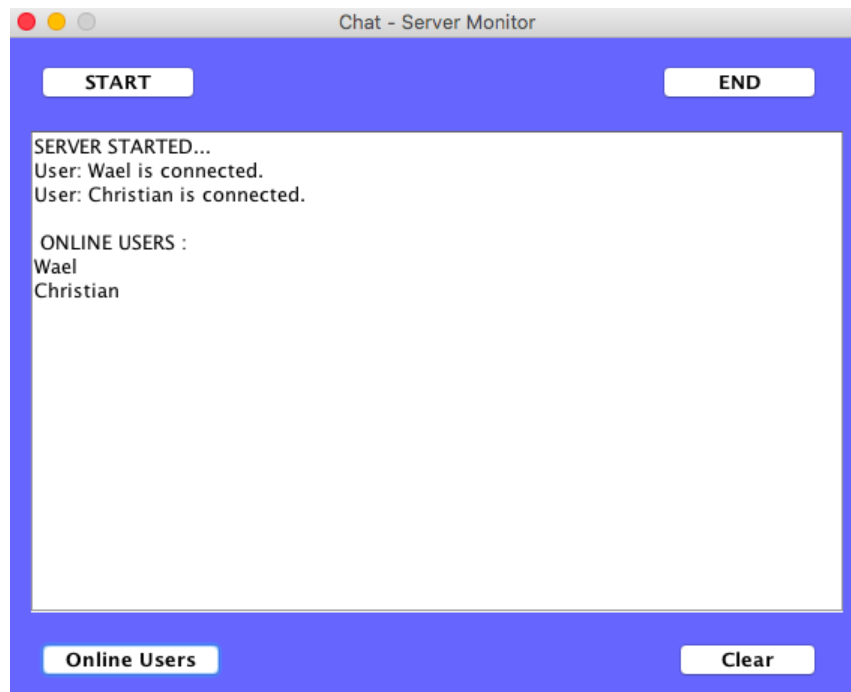 Chat - Server Monitor
START
END
SERVER STARTED...
User: Wael is connected.
User: Christian is connected.
ONLINE USERS :
Wael
Christian
Online Users
Clear